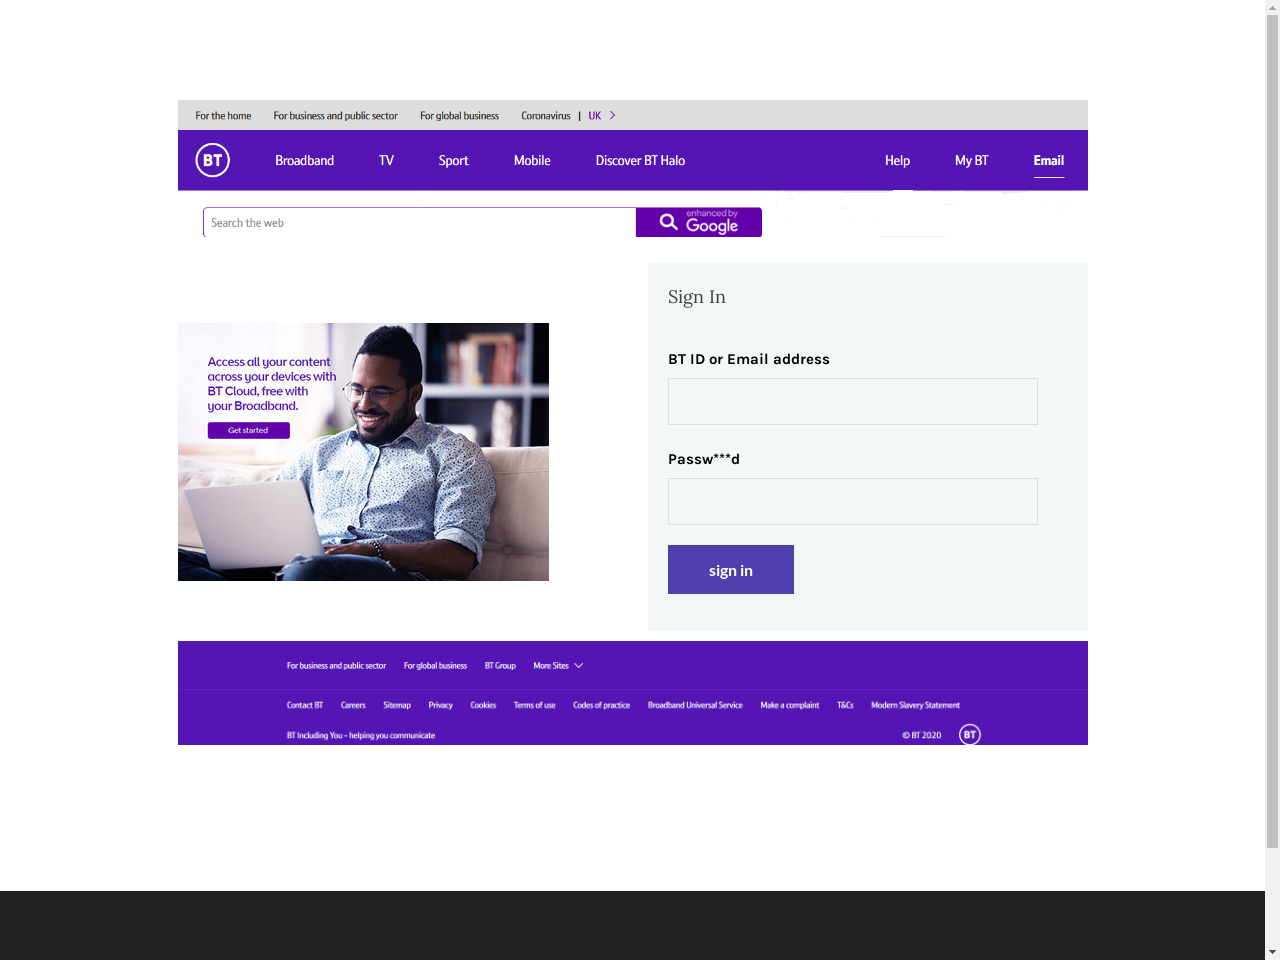 For the home For business and public sector For global business Coronavirus | UK >
BT Broadband TV Sport Mobile Discover BT Halo Help My BT Email
Search the web enhanced by Google
Sign In
Access all your content
across your devices with
BT Cloud, free with
your Broadband.
Get started
BT ID or Email address
Passw***d
sign in
For business and public sector For global business BT Group More Sites
Contact BT Careers Sitemap Privacy Cookies Terms of use Codes of practice Broadband Universal Service Make a complaint T&Cs Modern Slavery Statement
BT Including You - helping you communicate © BT 2020 BT